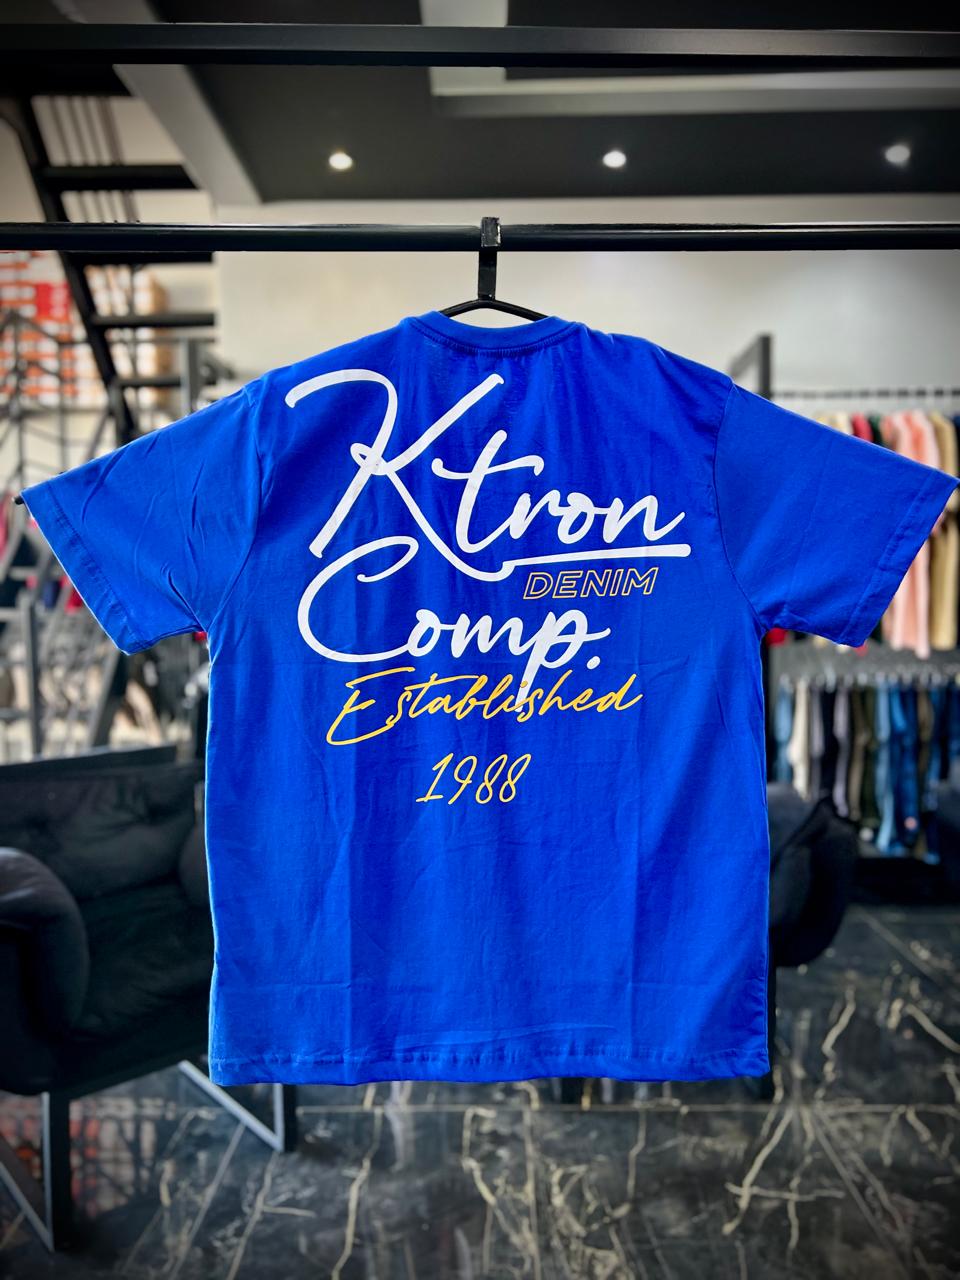 Ktron
DENIM
Comp.
Established
1988